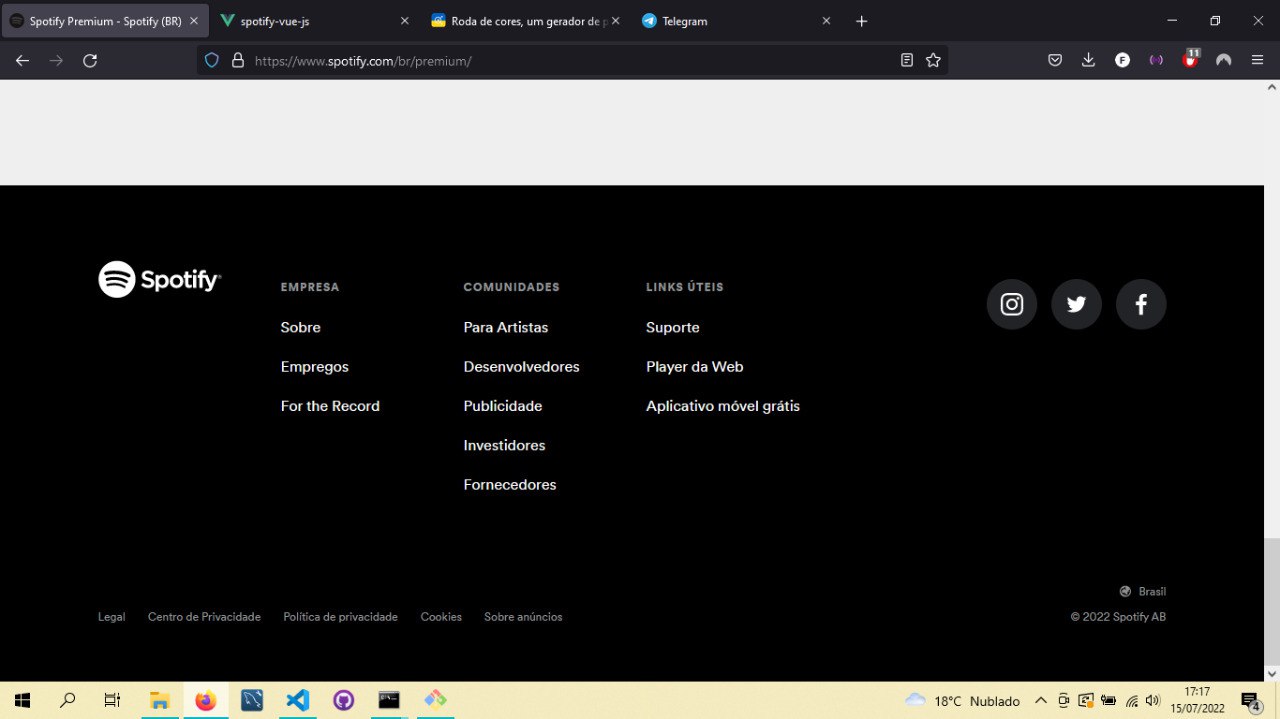 Spotify Premium - Spotify (BR)
spotify-vue-js
Roda de cores, um gerador de p
Telegram
https://www.spotify.com/br/premium/
F
11
Spotify
EMPRESA
Sobre
Empregos
For the Record
COMUNIDADES
Para Artistas
Desenvolvedores
Publicidade
Investidores
Fornecedores
LINKS ÚTEIS
Suporte
Player da Web
Aplicativo móvel grátis
Brasil
Legal Centro de Privacidade Política de privacidade Cookies Sobre anúncios
© 2022 Spotify AB
18°C Nublado
17:17
15/07/2022
4